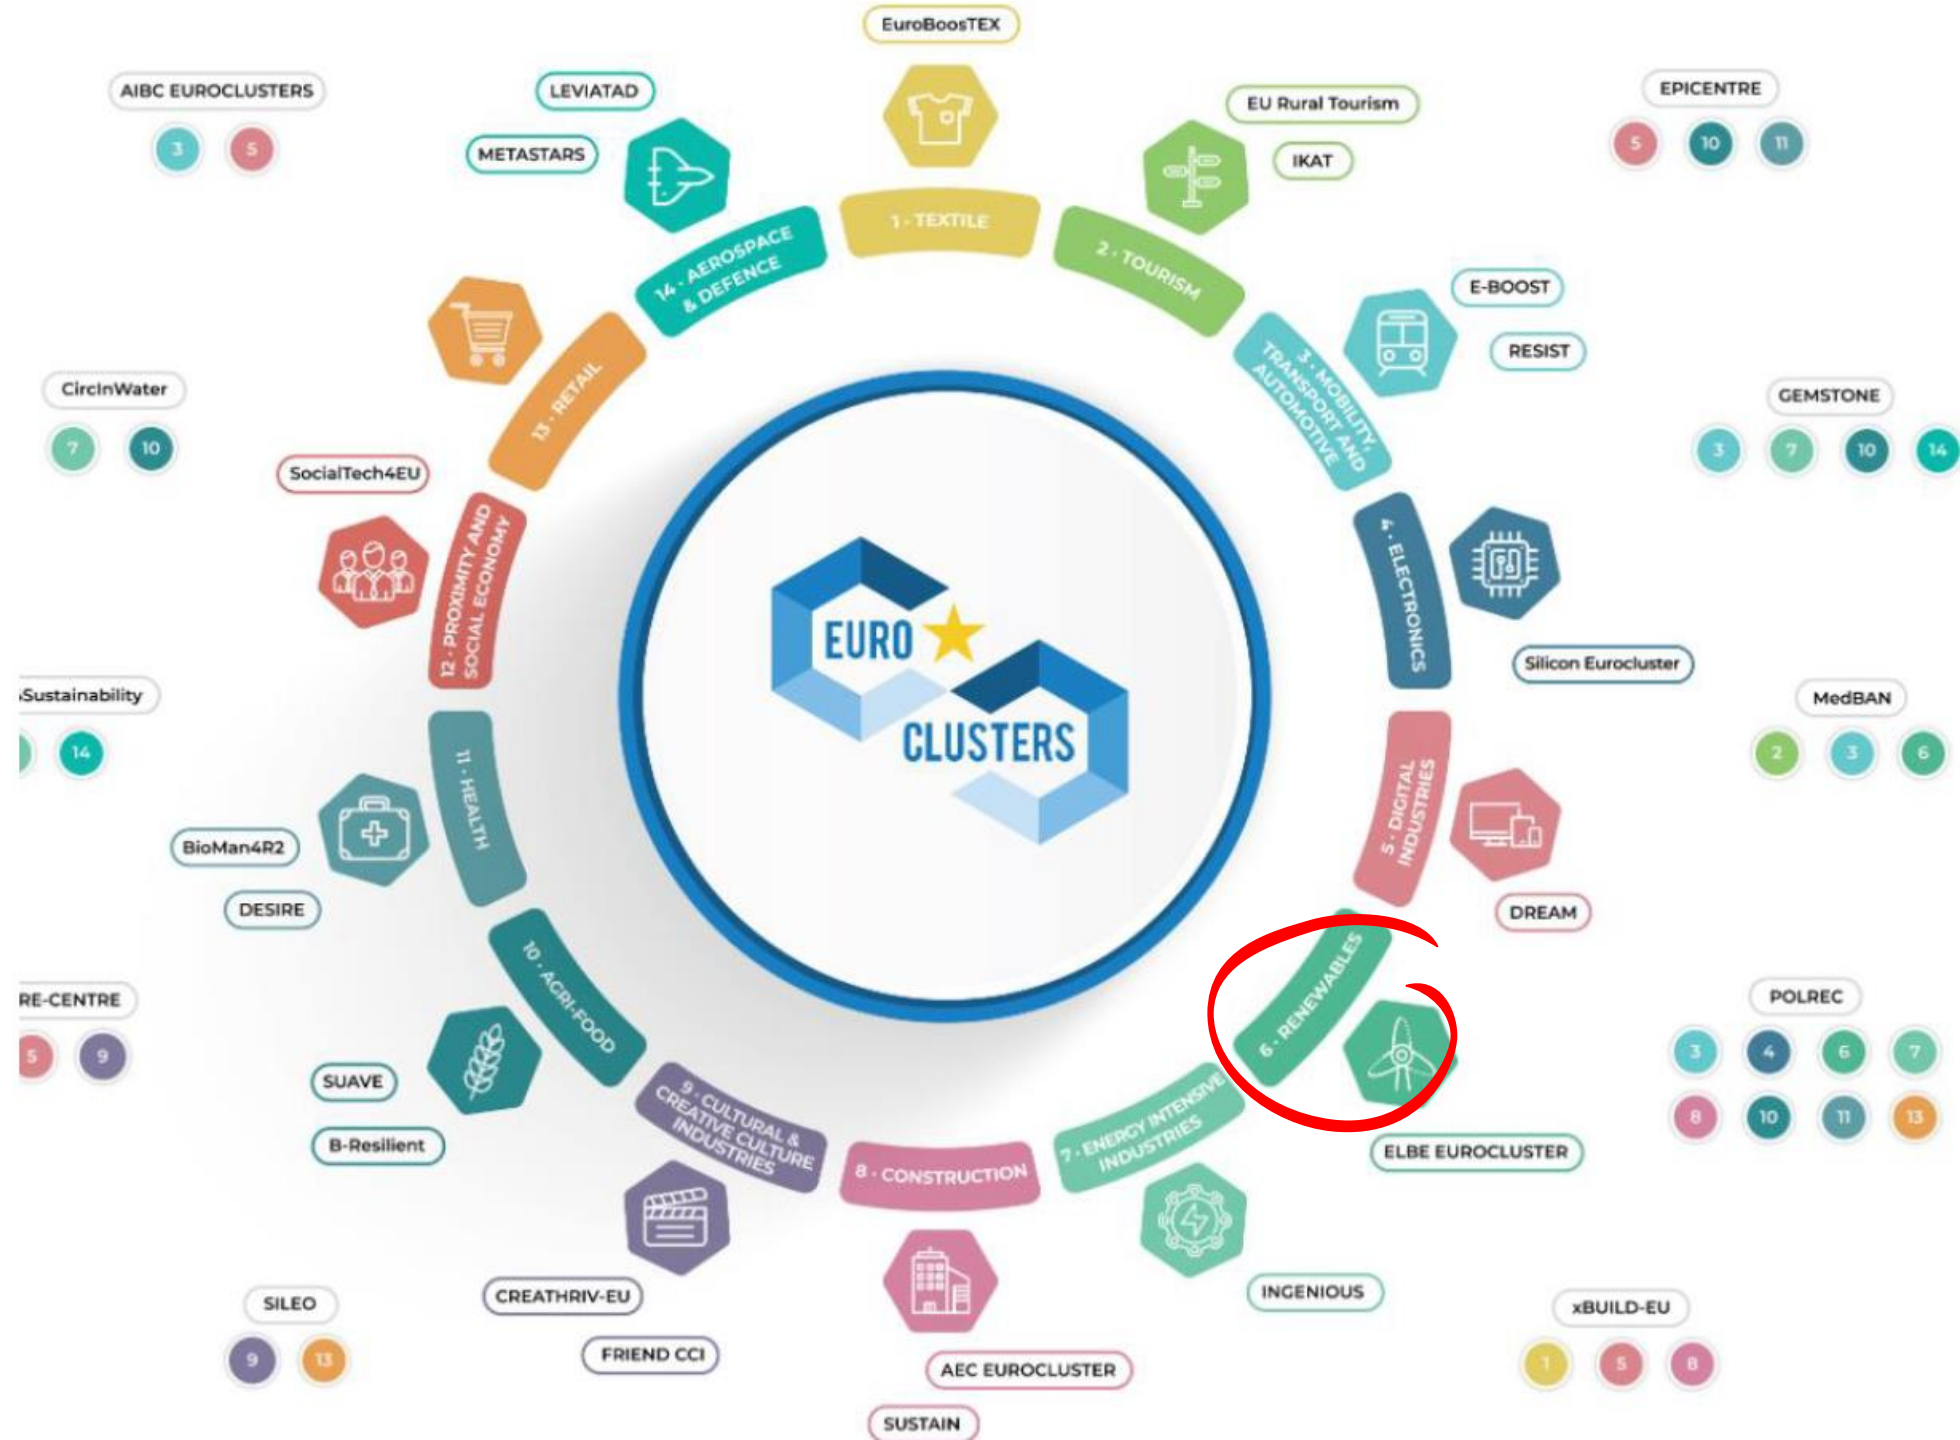 EuroBoosTEX
AIBC EUROCLUSTERS
3 5
LEVIATAD
METASTARS
EU Rural Tourism
IKAT
EPICENTRE
5 10 11
1 - TEXTILE
2 - TOURISM
14 - AEROSPACE
& DEFENCE
E-BOOST
RESIST
3 - MOBILITY,
TRANSPORT AND
AUTOMOTIVE
13 - RETAIL
CircInWater
7 10
GEMSTONE
3 7 10 14
SocialTech4EU
12 - PROXIMITY AND
SOCIAL ECONOMY
4 - ELECTRONICS
Silicon Eurocluster
EURO
CLUSTERS
Sustainability
14
MedBAN
2 3 6
11 - HEALTH
5 - DIGITAL
INDUSTRIES
BioMan4R2
DESIRE
DREAM
10 - AGRI-FOOD
6 - RENEWABLES
RE-CENTRE
5 9
POLREC
3 4 6 7
8 10 11 13
SUAVE
B-Resilient
9 - CULTURAL &
CREATIVE CULTURE
INDUSTRIES
8 - CONSTRUCTION
7 - ENERGY INTENSIVE
INDUSTRIES
ELBE EUROCLUSTER
SILEO
9 13
CREATHRIV-EU
FRIEND CCI
INGENIOUS
xBUILD-EU
1 5 8
AEC EUROCLUSTER
SUSTAIN